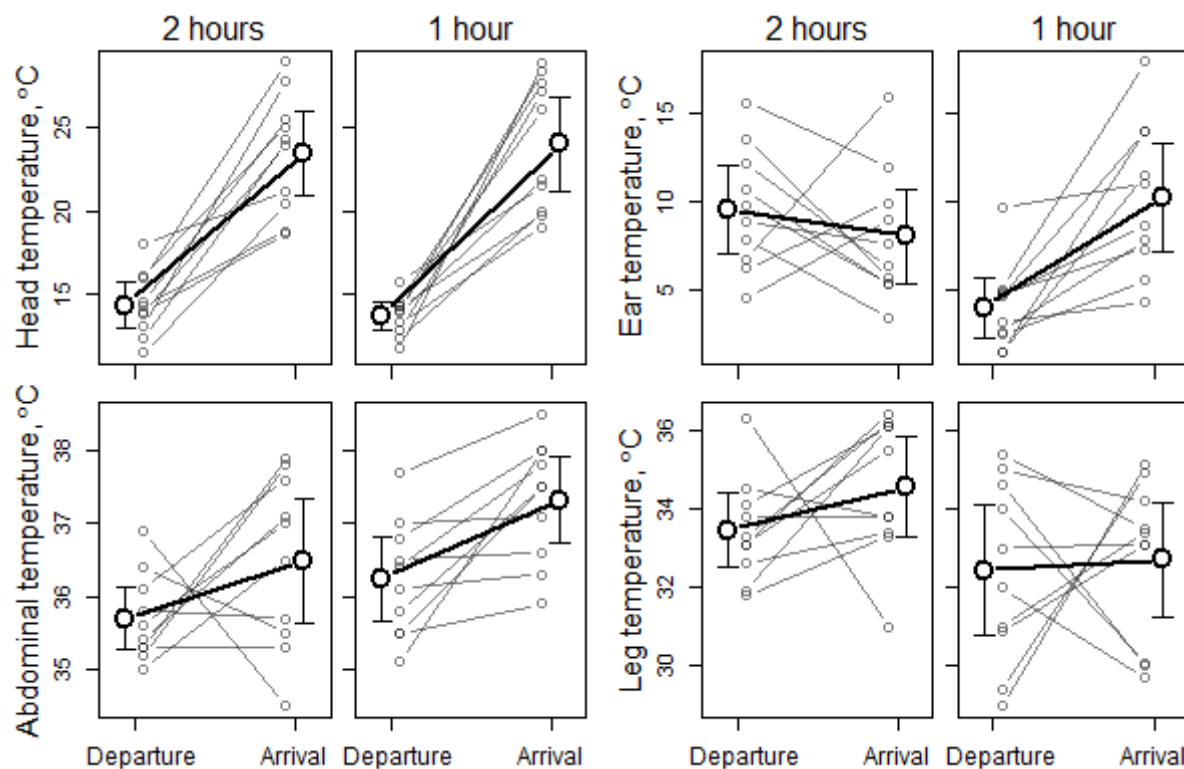 2 hours
1 hour
2 hours
1 hour
Head temperature, °C
15
20
25
Ear temperature, °C
5
10
15
Abdominal temperature, °C
35
36
37
38
Leg temperature, °C
30
32
34
36
Departure
Arrival
Departure
Arrival
Departure
Arrival
Departure
Arrival